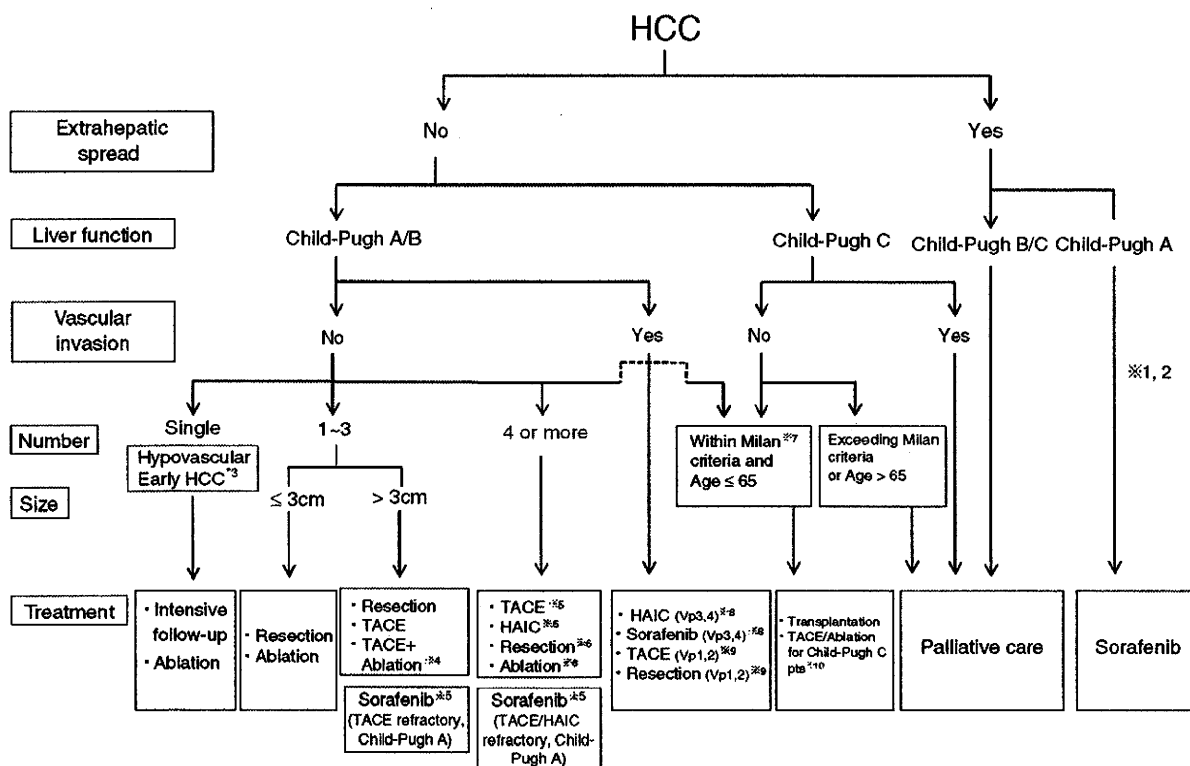 HCC
Extrahepatic
spread
No
Yes
Liver function
Child-Pugh A/B
Child-Pugh C
Child-Pugh B/C
Child-Pugh A
Vascular
invasion
No
Yes
No
Yes
※1, 2
Number
Single
1~3
4 or more
Hypovascular
Early HCC*3
Within Milan※7
criteria and
Age ≤ 65
Exceeding Milan
criteria
or Age > 65
Size
≤ 3cm
> 3cm
Treatment
・Intensive
follow-up
・Ablation
・Resection
・Ablation
・Resection
・TACE
・TACE+
Ablation※4
Sorafenib※5
(TACE refractory,
Child-Pugh A)
・TACE※5
・HAIC※5
・Resection※6
・Ablation※6
Sorafenib※5
(TACE/HAIC
refractory, Child-
Pugh A)
・HAIC (Vp3,4)※8
・Sorafenib (Vp3,4)※8
・TACE (Vp1,2)※9
・Resection (Vp1,2)※9
・Transplantation
・TACE/Ablation
for Child-Pugh C
pts※10
Palliative care
Sorafenib